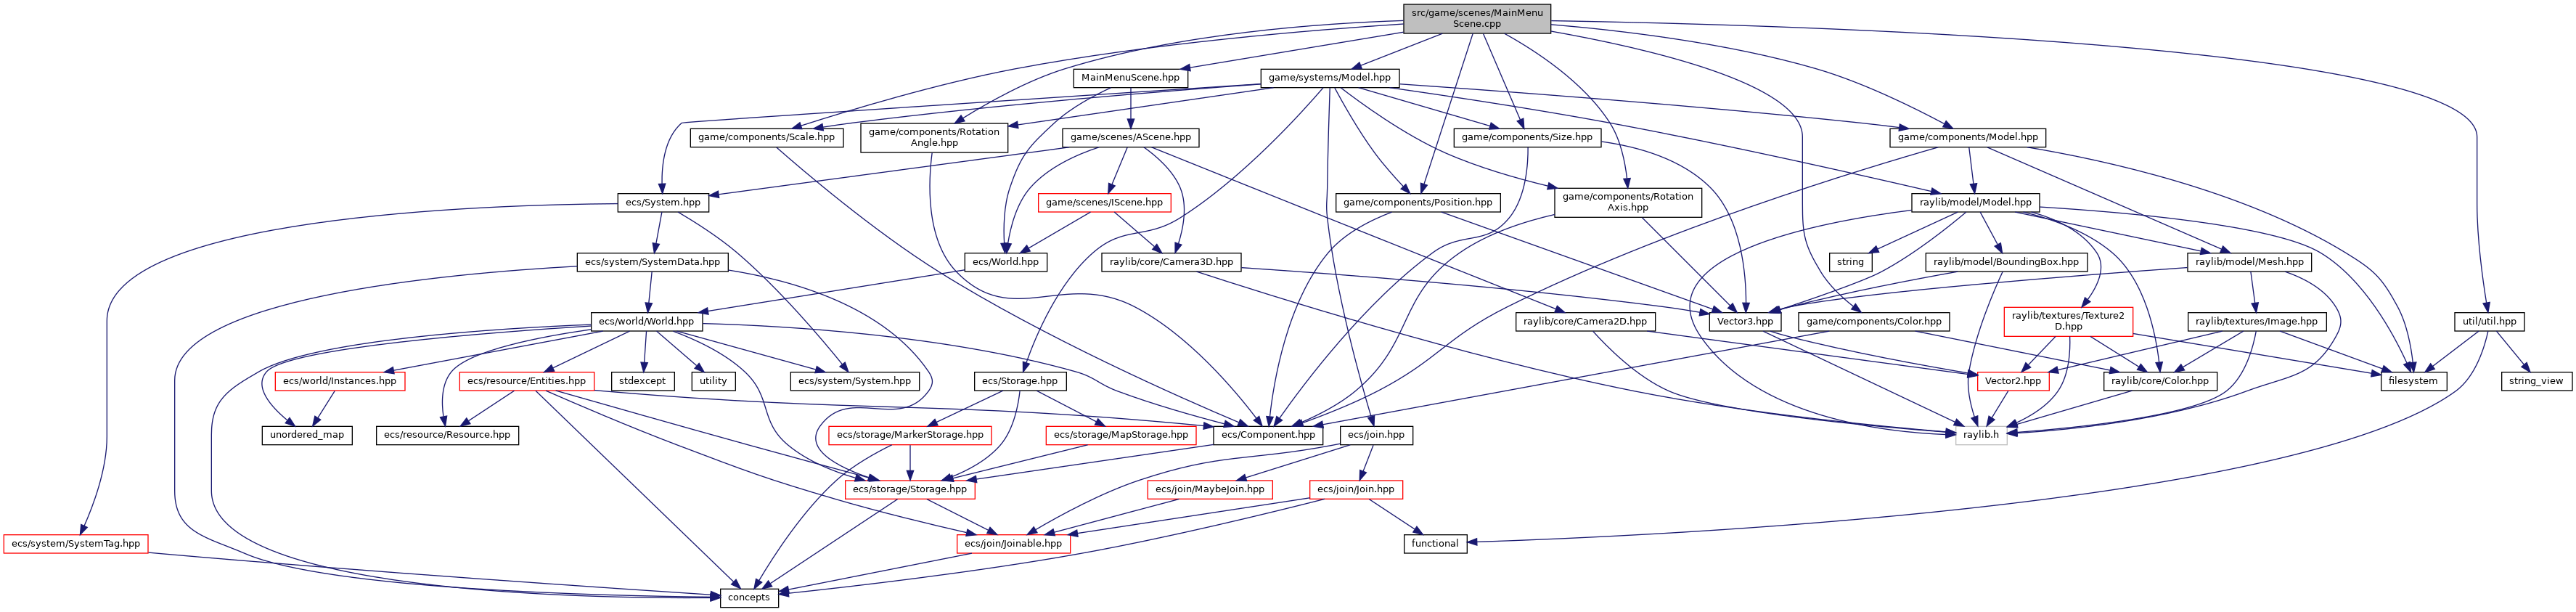 src/game/scenes/MainMenu
Scene.cpp
MainMenuScene.hpp
game/systems/Model.hpp
game/components/Scale.hpp
game/components/Rotation
Angle.hpp
game/scenes/AScene.hpp
game/components/Size.hpp
game/components/Model.hpp
ecs/System.hpp
game/scenes/IScene.hpp
game/components/Position.hpp
game/components/Rotation
Axis.hpp
raylib/model/Model.hpp
ecs/system/SystemData.hpp
ecs/World.hpp
raylib/core/Camera3D.hpp
string
raylib/model/BoundingBox.hpp
raylib/model/Mesh.hpp
ecs/world/World.hpp
raylib/core/Camera2D.hpp
Vector3.hpp
game/components/Color.hpp
raylib/textures/Texture2
D.hpp
raylib/textures/Image.hpp
util/util.hpp
ecs/world/Instances.hpp
ecs/resource/Entities.hpp
stdexcept
utility
ecs/system/System.hpp
ecs/Storage.hpp
Vector2.hpp
raylib/core/Color.hpp
filesystem
string_view
unordered_map
ecs/resource/Resource.hpp
ecs/storage/MarkerStorage.hpp
ecs/storage/MapStorage.hpp
ecs/Component.hpp
ecs/join.hpp
raylib.h
ecs/storage/Storage.hpp
ecs/join/MaybeJoin.hpp
ecs/join/Join.hpp
ecs/system/SystemTag.hpp
ecs/join/Joinable.hpp
functional
concepts